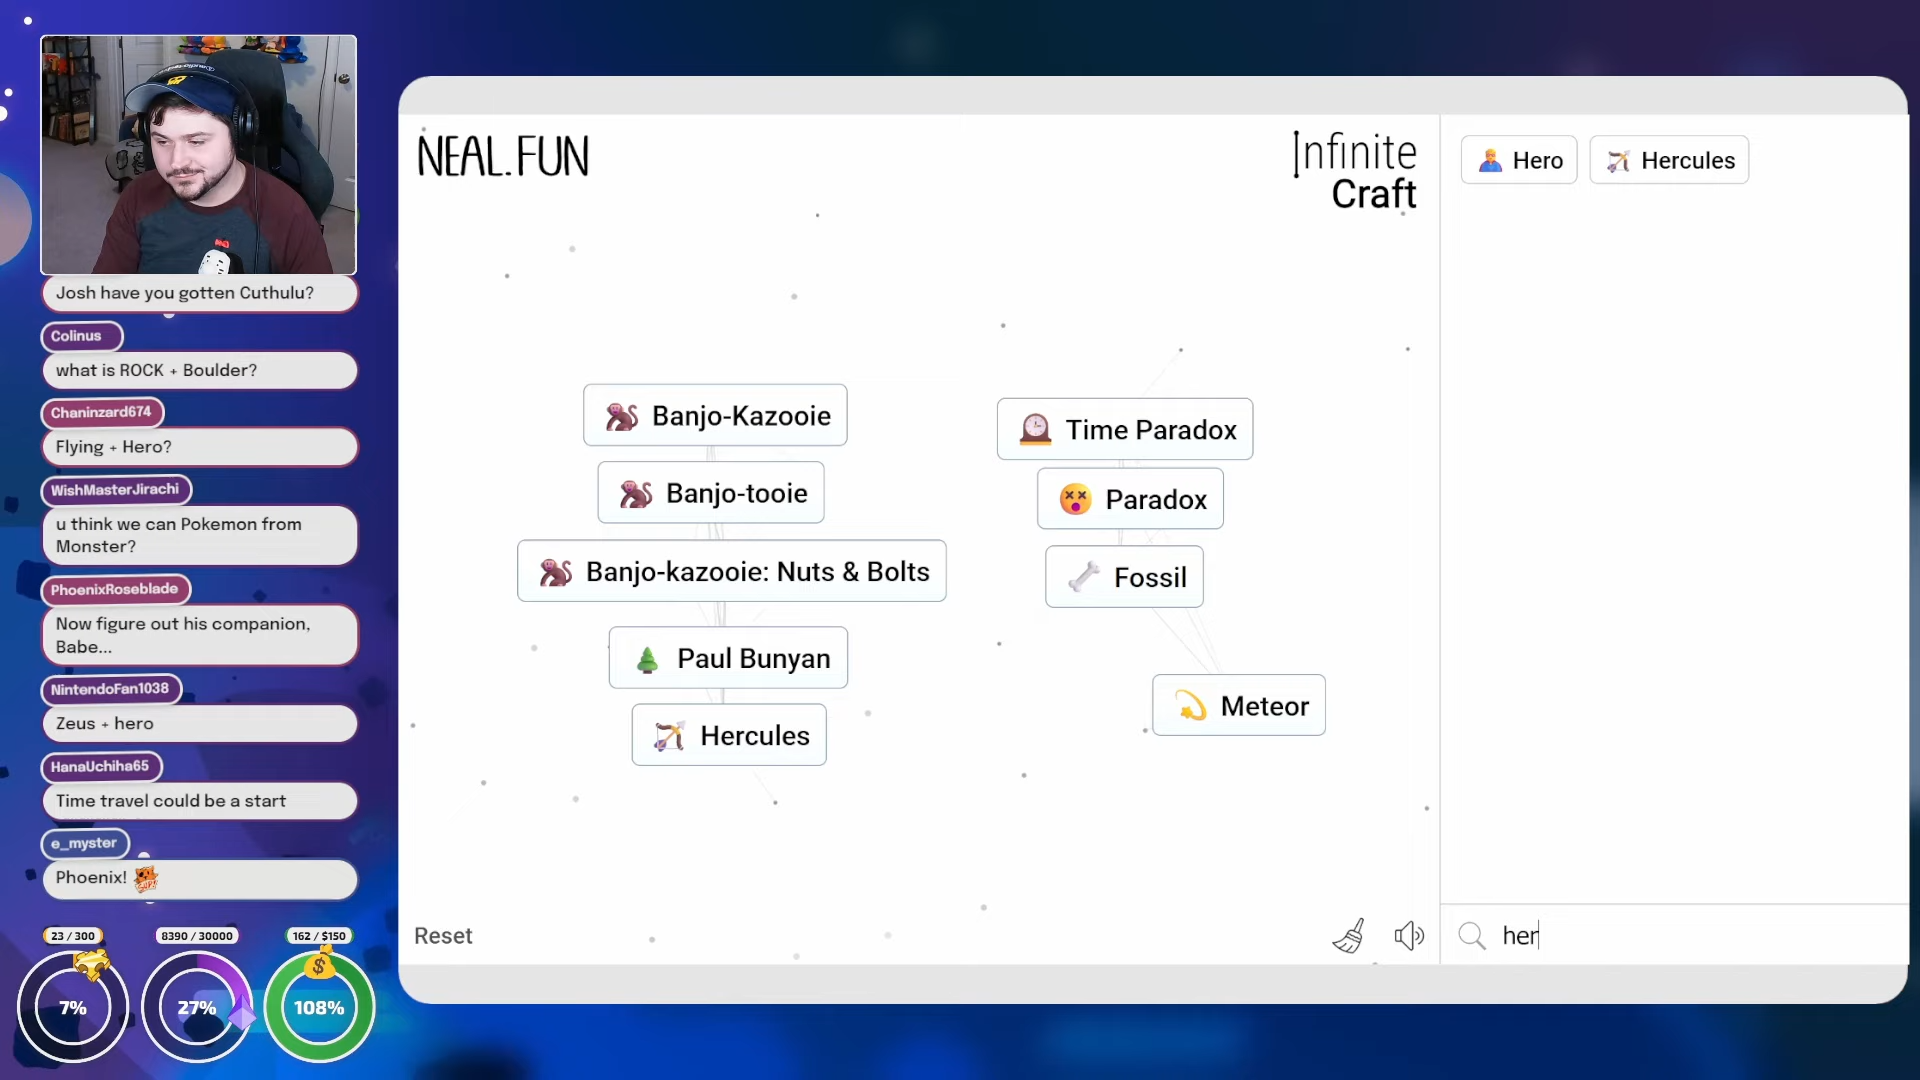 Josh have you gotten Cuthulu?
Colinus
what is ROCK + Boulder?
Chaninzard674
Flying + Hero?
WishMasterJirachi
u think we can Pokemon from
Monster?
PhoenixRoseblade
Now figure out his companion,
Babe...
NintendoFan1038
Zeus + hero
HanaUchiha65
Time travel could be a start
e_myster
Phoenix!
23 / 300
8390 / 30000
162 / $150
7%
27%
108%
NEAL.FUN
Infinite
Craft
Banjo-Kazooie
Banjo-tooie
Banjo-kazooie: Nuts & Bolts
Paul Bunyan
Hercules
Time Paradox
Paradox
Fossil
Meteor
Reset
Hero
Hercules
her